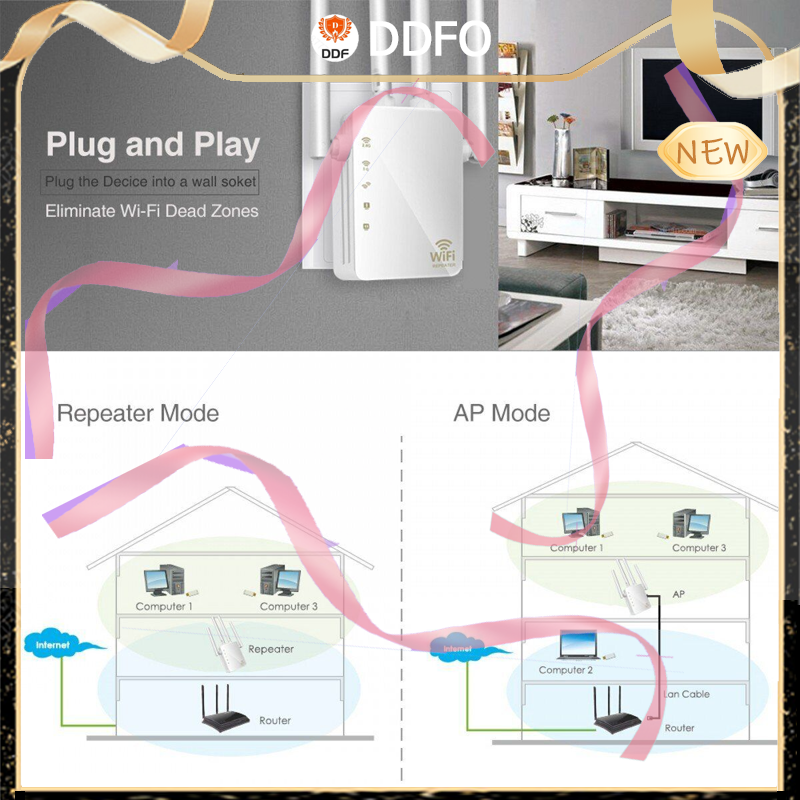 DDF
DDFO
NEW
Plug and Play
Plug the Decice into a wall soket
Eliminate Wi-Fi Dead Zones
WiFi
Repeater Mode
AP Mode
Computer 1
Computer 3
Internet
Repeater
Router
Computer 1
Computer 3
AP
Internet
Computer 2
Lan Cable
Router